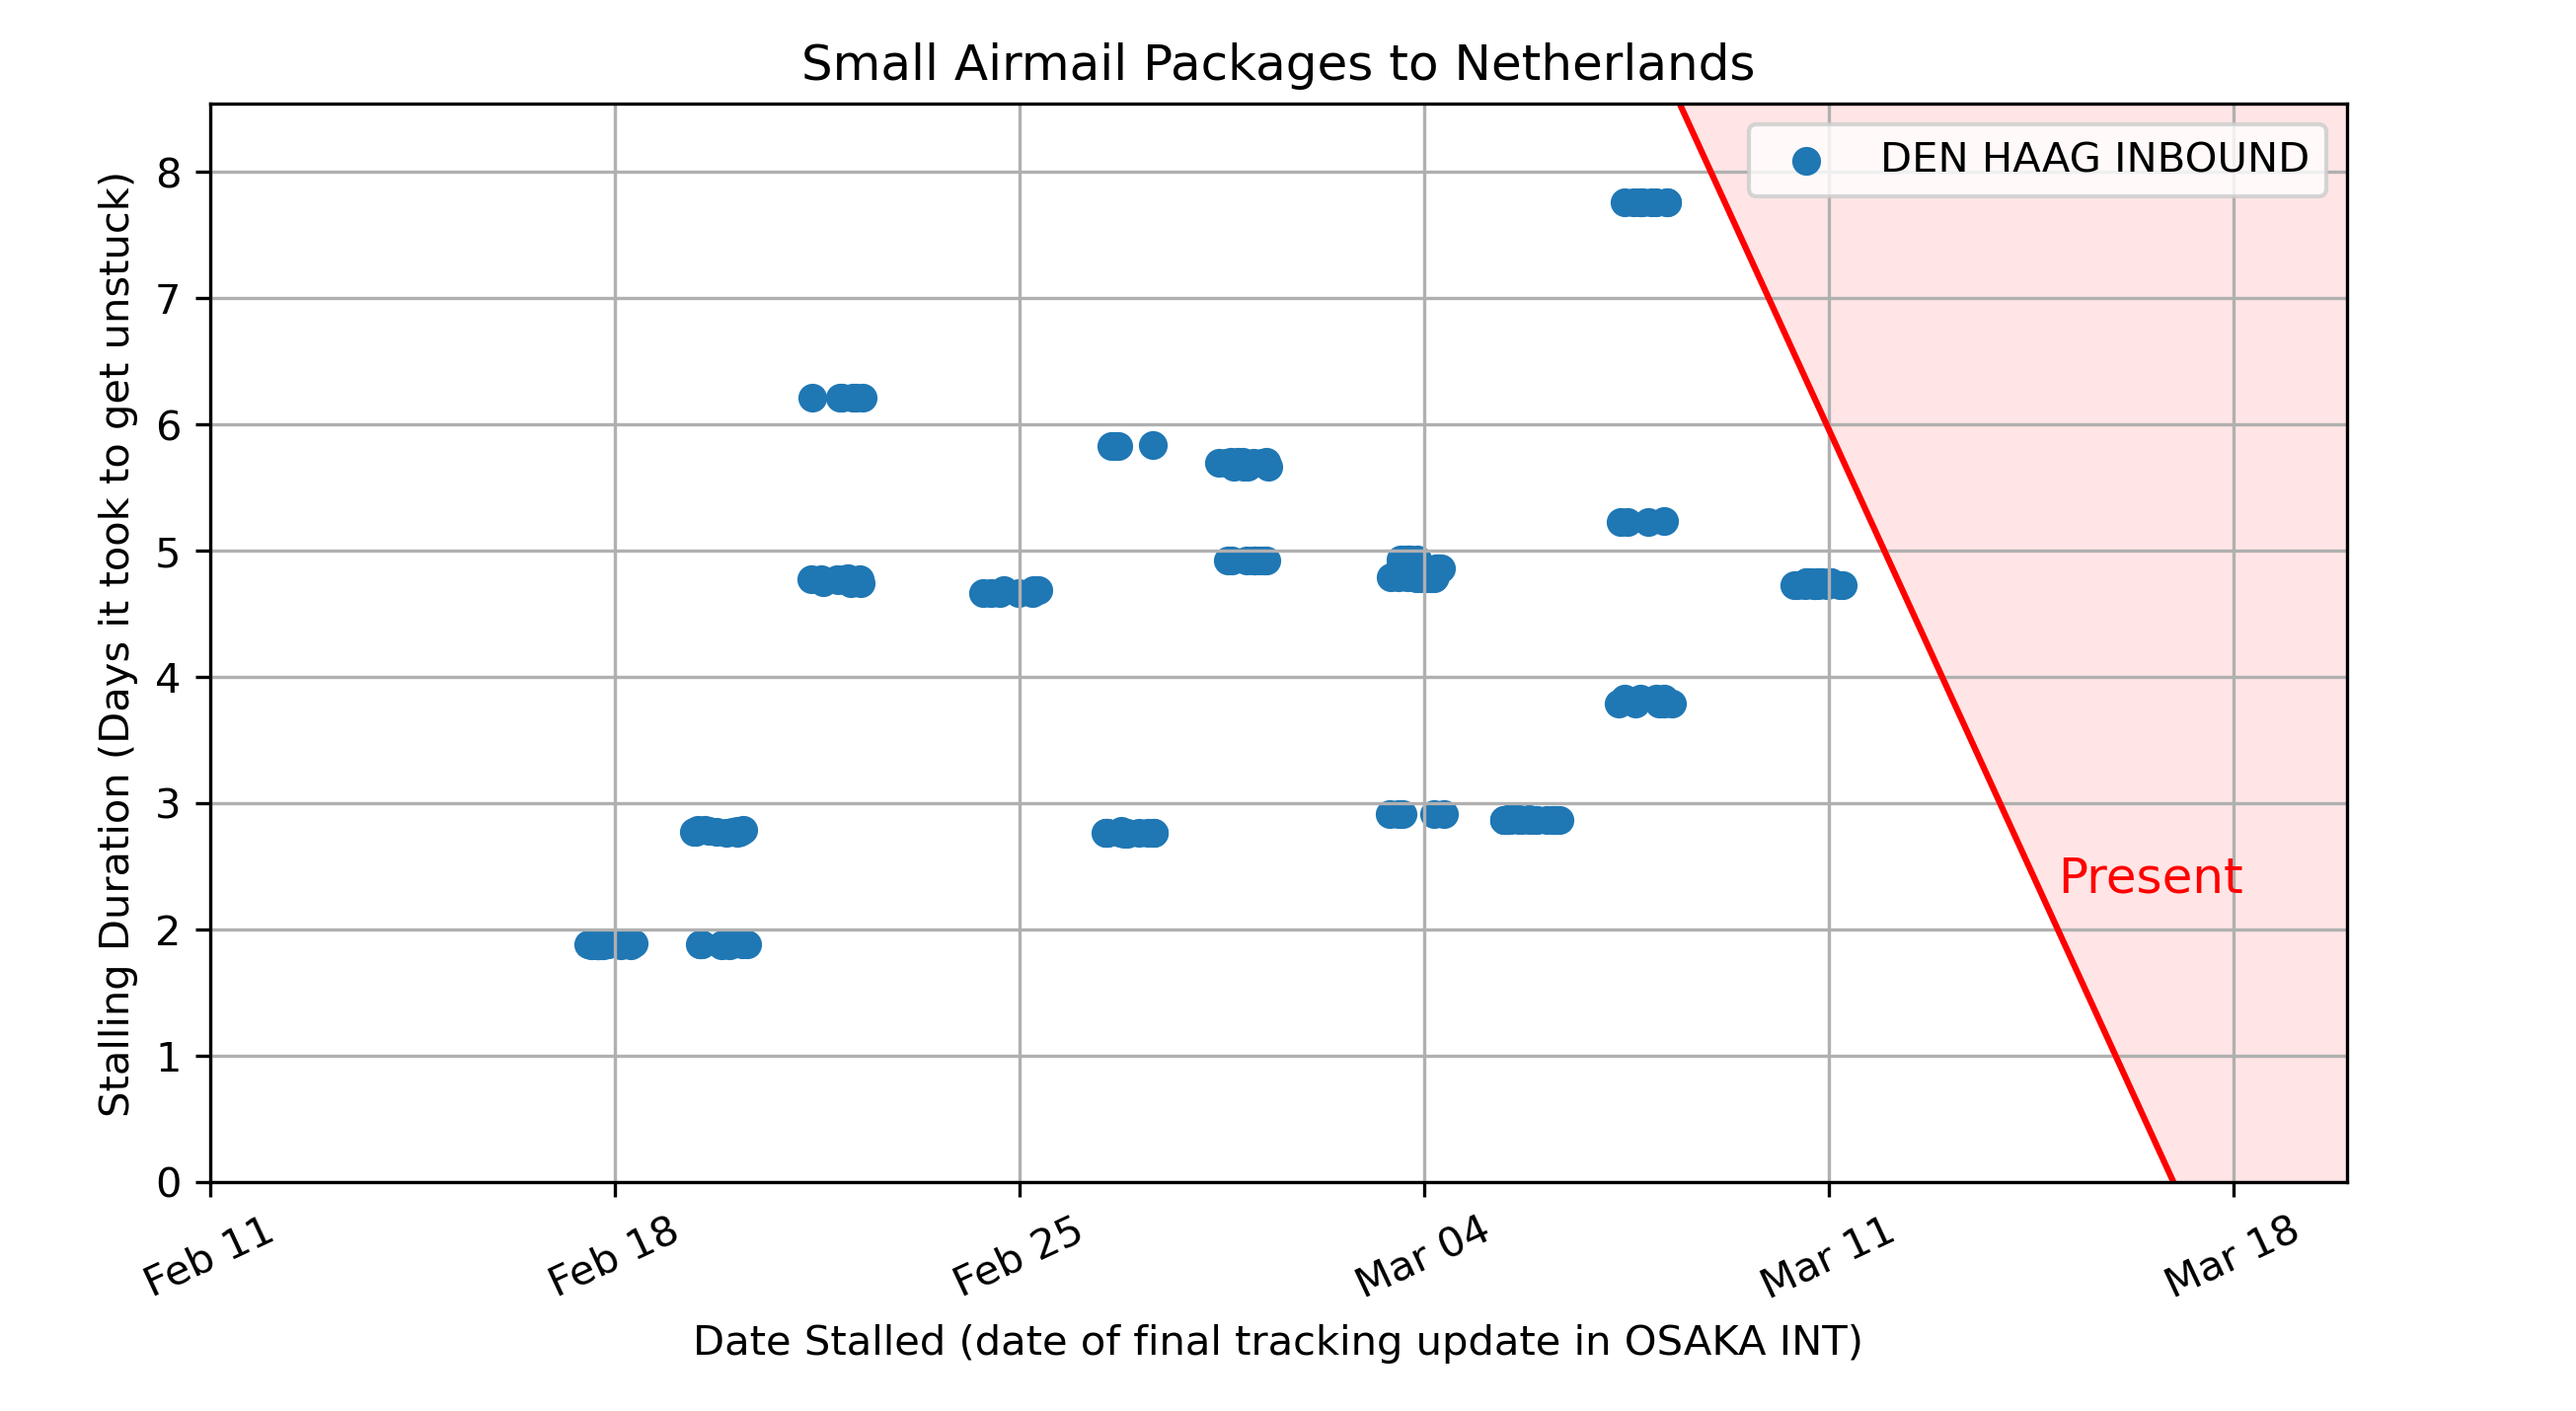 Small Airmail Packages to Netherlands
DEN HAAG INBOUND
Stalling Duration (Days it took to get unstuck)
8
7
6
5
4
3
2
1
0
Present
Feb 11
Feb 18
Feb 25
Mar 04
Mar 11
Mar 18
Date Stalled (date of final tracking update in OSAKA INT)